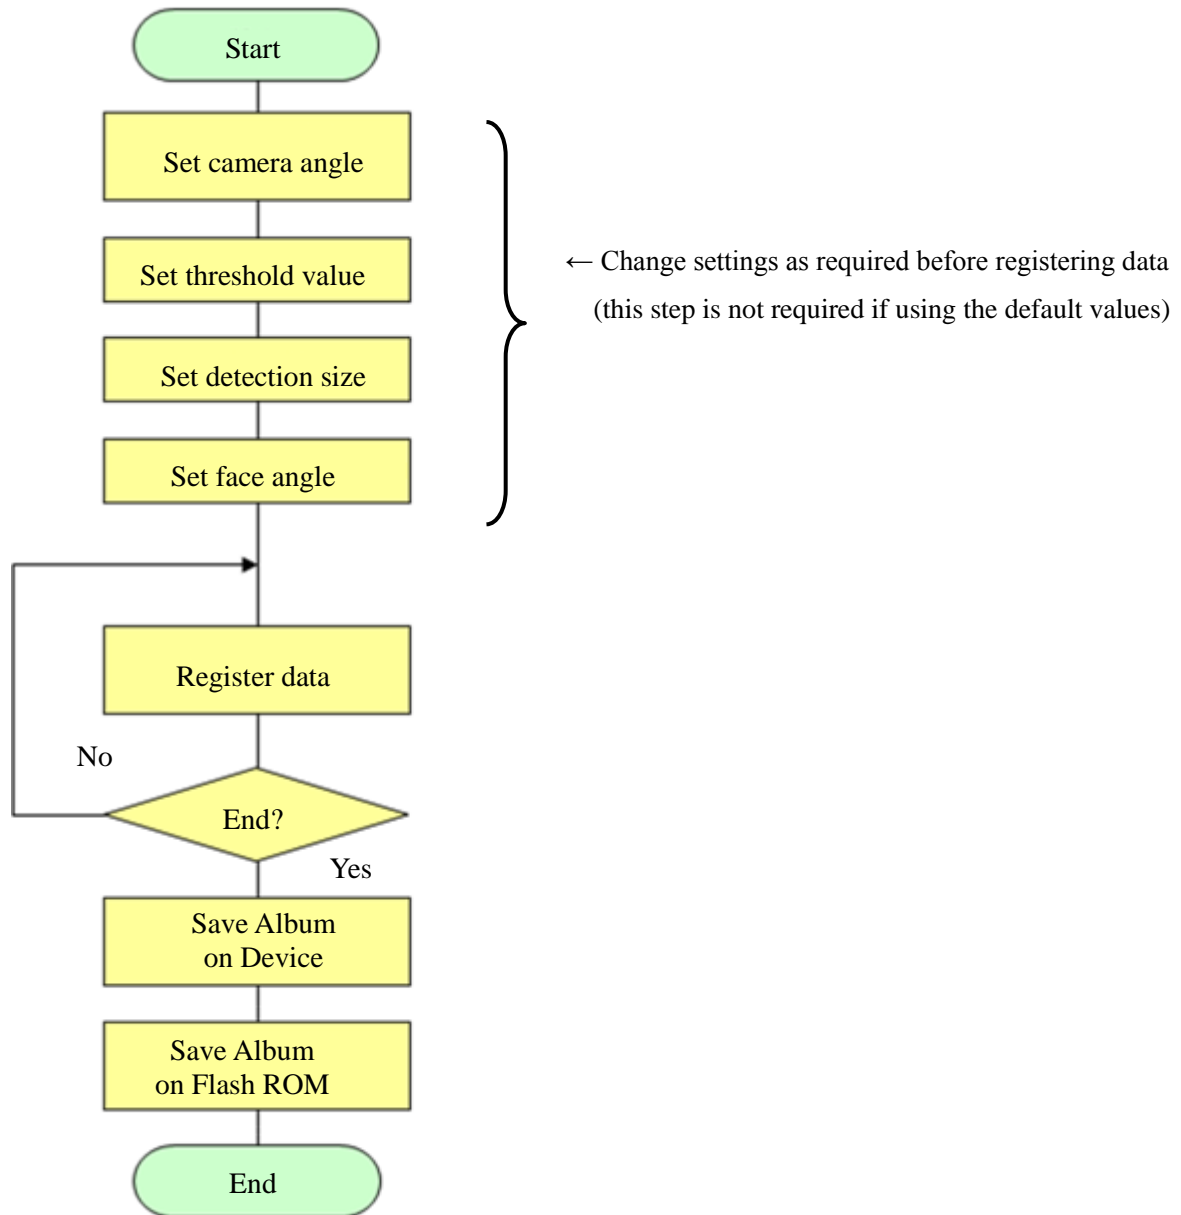 Start
Set camera angle
Set threshold value
← Change settings as required before registering data
(this step is not required if using the default values)
Set detection size
Set face angle
Register data
No
End?
Yes
Save Album
on Device
Save Album
on Flash ROM
End